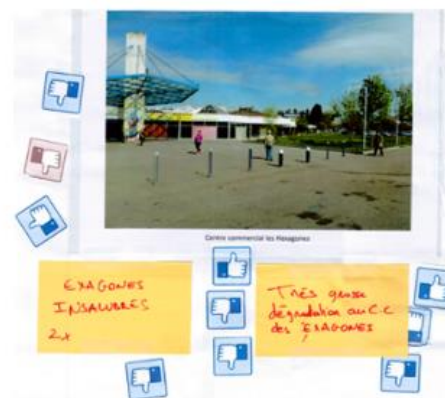 Centre commercial les Hexagones
EXAGONES
INSALUBRES
2x
Très grosse
dégradation au C.C
des EXAGONES